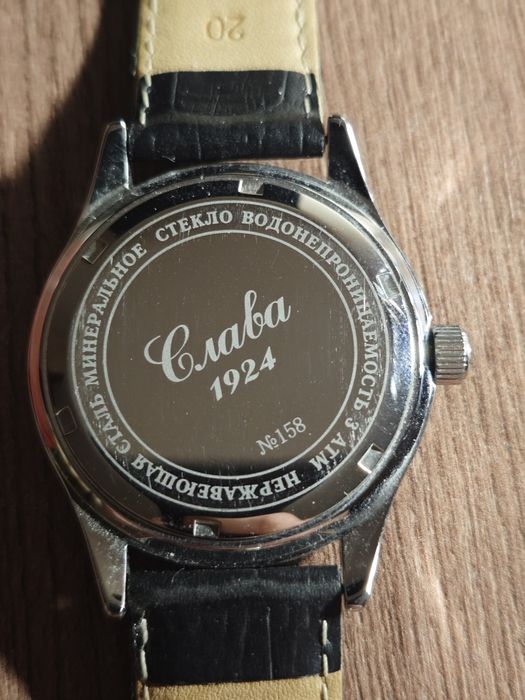 20
НЕРЖАВЕЮЩАЯ СТАЛЬ МИНЕРАЛЬНОЕ СТЕКЛО ВОДОНЕПРОНИЦАЕМОСТЬ 3 АТМ
Слава
1924
№158